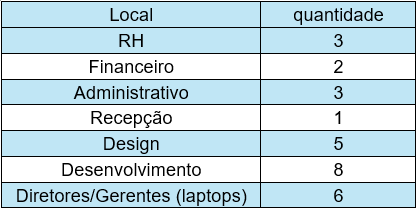 Local quantidade
RH 3
Financeiro 2
Administrativo 3
Recepção 1
Design 5
Desenvolvimento 8
Diretores/Gerentes (laptops) 6